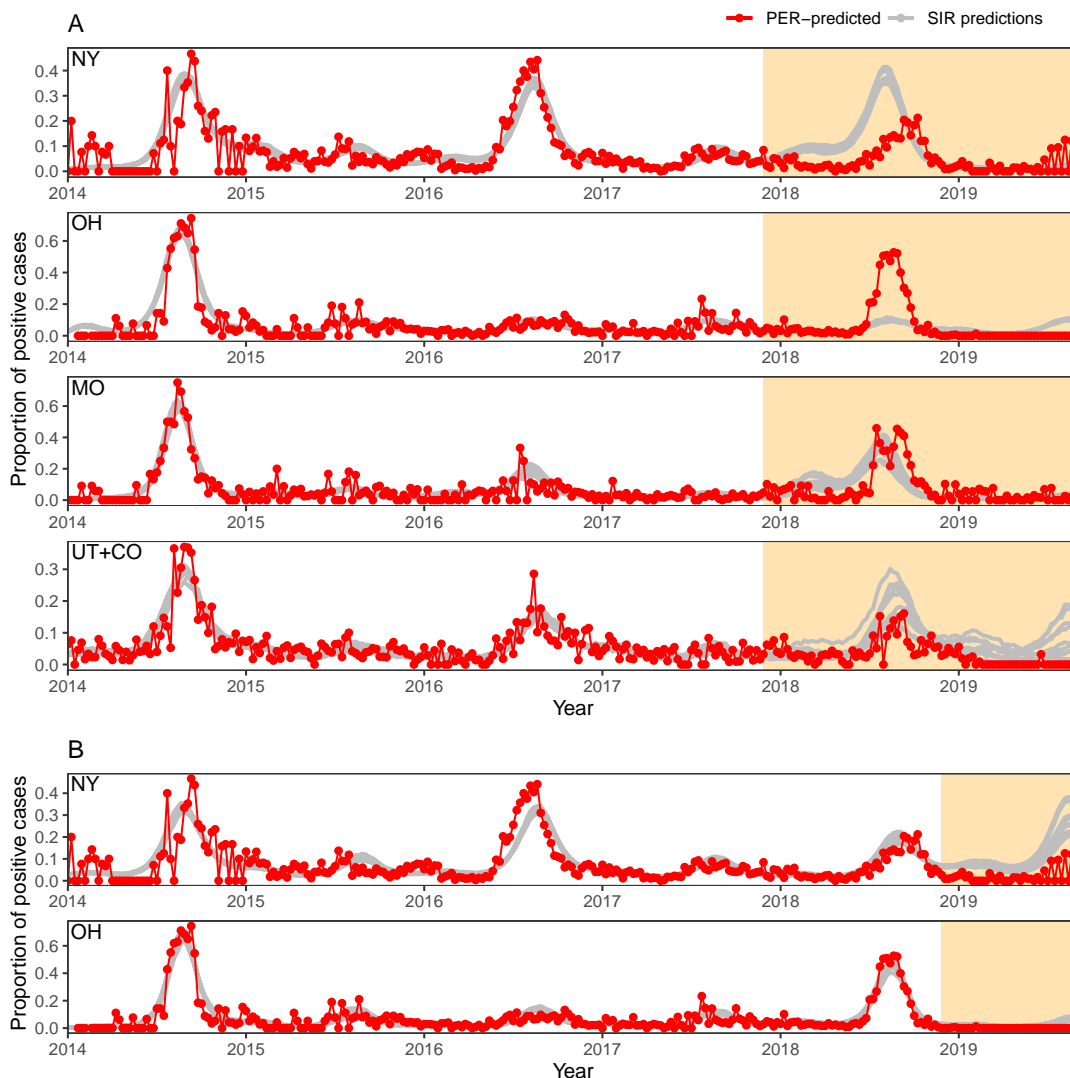 A
PER−predicted SIR predictions
NY
0.4
0.3
0.2
0.1
0.0
2014 2015 2016 2017 2018 2019
OH
0.6
0.4
0.2
0.0
2014 2015 2016 2017 2018 2019
Proportion of positive cases
MO
0.6
0.4
0.2
0.0
2014 2015 2016 2017 2018 2019
UT+CO
0.3
0.2
0.1
0.0
2014 2015 2016 2017 2018 2019
Year
B
Proportion of positive cases
NY
0.4
0.3
0.2
0.1
0.0
2014 2015 2016 2017 2018 2019
OH
0.6
0.4
0.2
0.0
2014 2015 2016 2017 2018 2019
Year